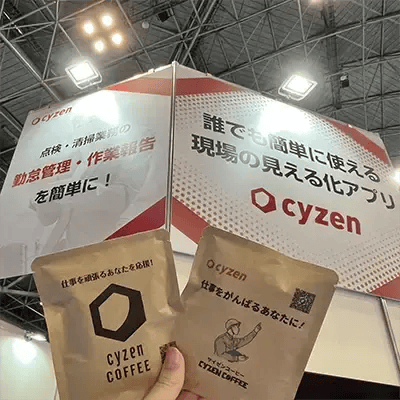 cyzen
点検・清掃業務の
勤怠管理・作業報告
を簡単に！
cyzen
誰でも簡単に使える
現場の見える化アプリ
cyzen
仕事を頑張るあなたを応援！
cyzen
COFFEE
cyzen
仕事をがんばるあなたに！
サイゼンコーヒー
CYZEN COFFEE